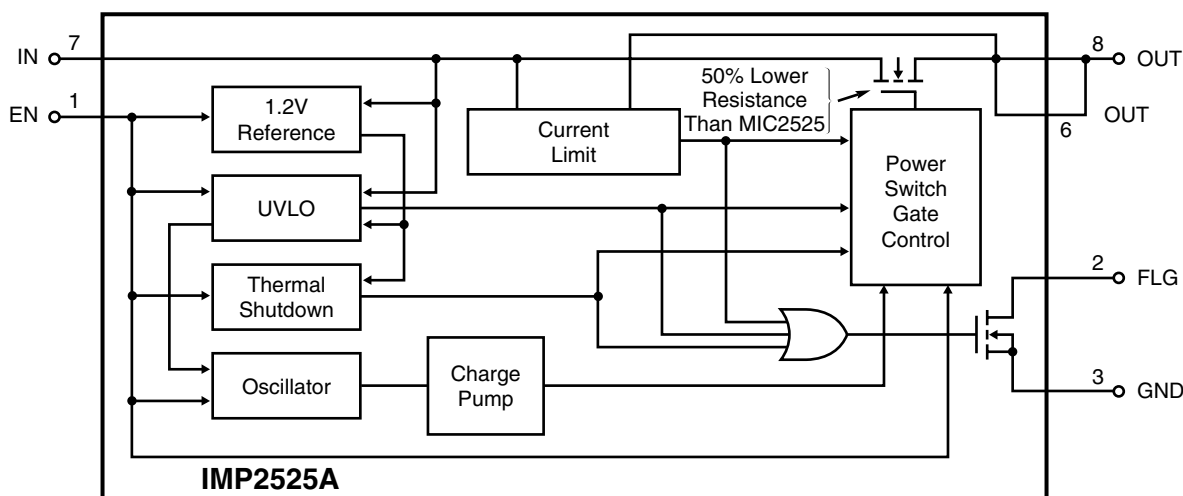 IN
7
EN
1
1.2V
Reference
UVLO
Thermal
Shutdown
Oscillator
Charge
Pump
Current
Limit
50% Lower
Resistance
Than MIC2525
Power
Switch
Gate
Control
8
OUT
6
OUT
2
FLG
3
GND
IMP2525A